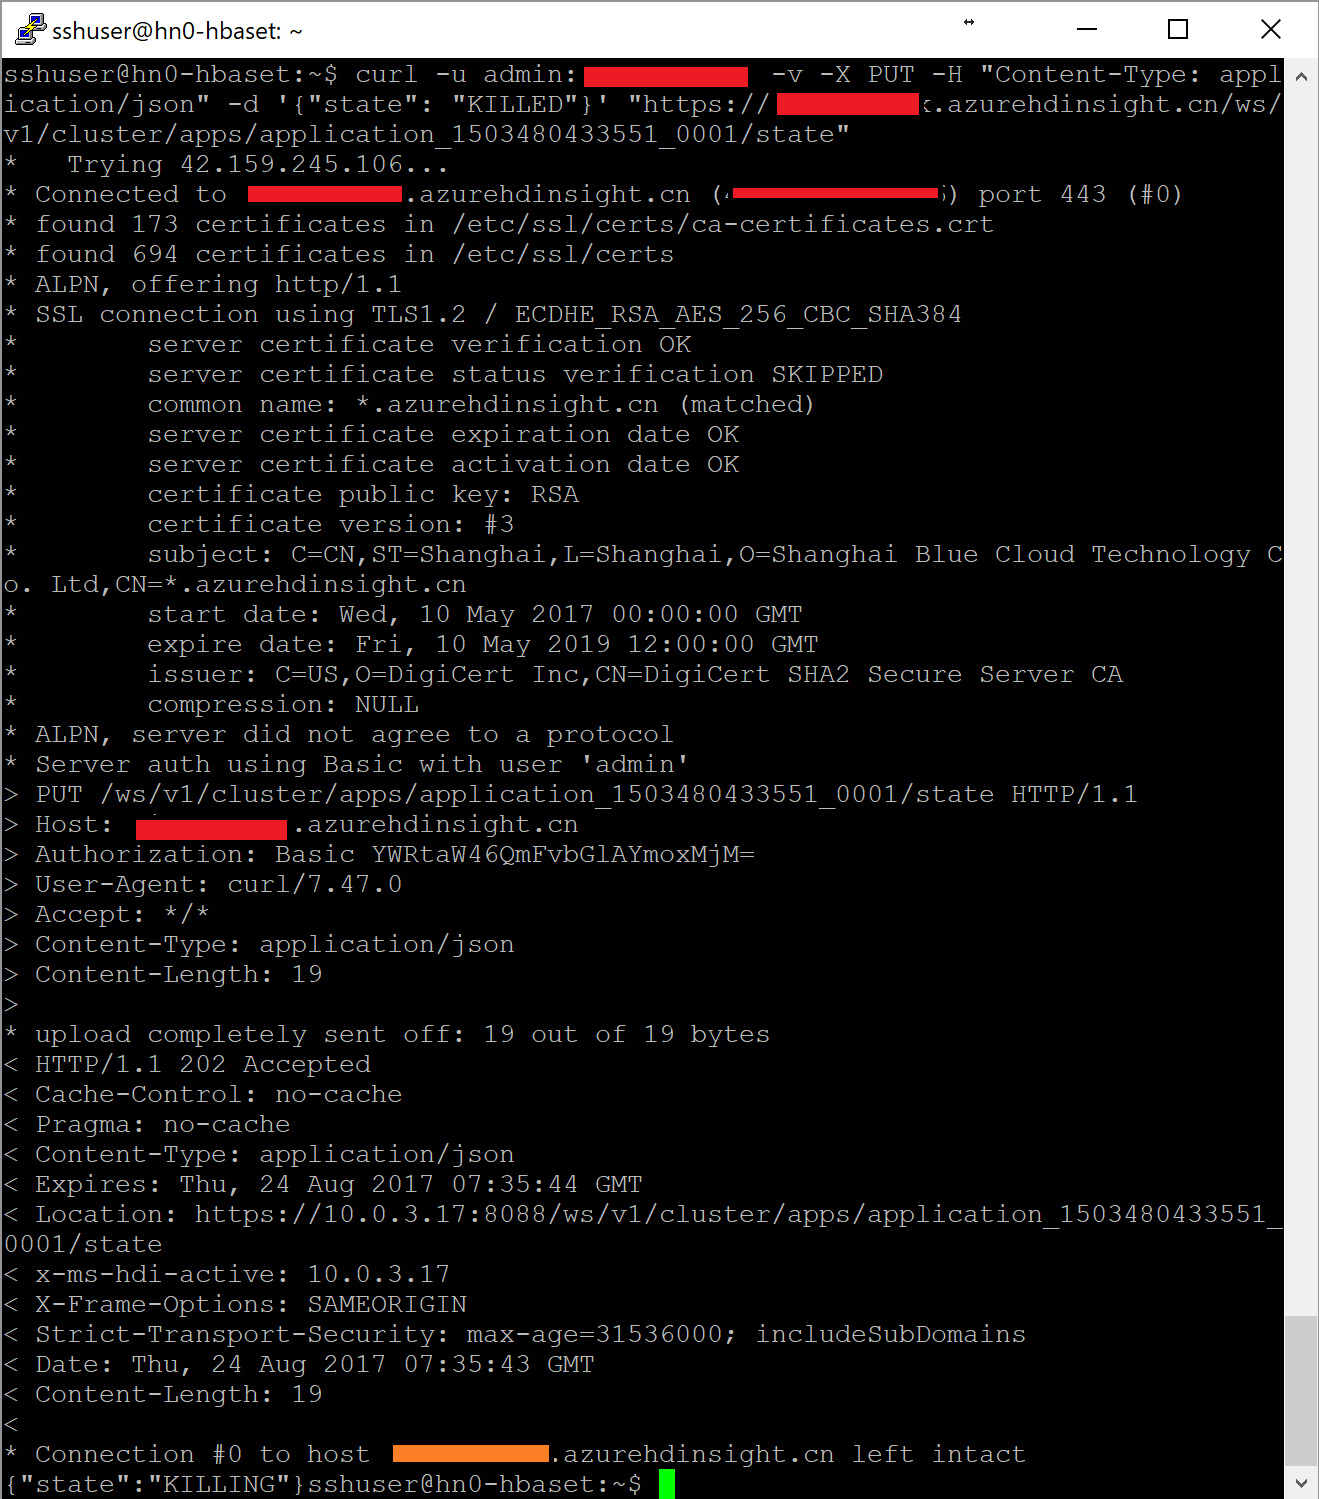 sshuser@hn0-hbaset: ~
sshuser@hn0-hbaset:~$ curl -u admin: -v -X PUT -H "Content-Type: appl
ication/json" -d '{"state": "KILLED"}' "https:// .azurehdinsight.cn/ws/
v1/cluster/apps/application_1503480433551_0001/state"
*   Trying 42.159.245.106...
* Connected to .azurehdinsight.cn ( ) port 443 (#0)
* found 173 certificates in /etc/ssl/certs/ca-certificates.crt
* found 694 certificates in /etc/ssl/certs
* ALPN, offering http/1.1
* SSL connection using TLS1.2 / ECDHE_RSA_AES_256_CBC_SHA384
*        server certificate verification OK
*        server certificate status verification SKIPPED
*        common name: *.azurehdinsight.cn (matched)
*        server certificate expiration date OK
*        server certificate activation date OK
*        certificate public key: RSA
*        certificate version: #3
*        subject: C=CN,ST=Shanghai,L=Shanghai,O=Shanghai Blue Cloud Technology C
o. Ltd,CN=*.azurehdinsight.cn
*        start date: Wed, 10 May 2017 00:00:00 GMT
*        expire date: Fri, 10 May 2019 12:00:00 GMT
*        issuer: C=US,O=DigiCert Inc,CN=DigiCert SHA2 Secure Server CA
*        compression: NULL
* ALPN, server did not agree to a protocol
* Server auth using Basic with user 'admin'
> PUT /ws/v1/cluster/apps/application_1503480433551_0001/state HTTP/1.1
> Host: .azurehdinsight.cn
> Authorization: Basic YWRtaW46QmFvbGlAYmoxMjM=
> User-Agent: curl/7.47.0
> Accept: */*
> Content-Type: application/json
> Content-Length: 19
>
* upload completely sent off: 19 out of 19 bytes
< HTTP/1.1 202 Accepted
< Cache-Control: no-cache
< Pragma: no-cache
< Content-Type: application/json
< Expires: Thu, 24 Aug 2017 07:35:44 GMT
< Location: https://10.0.3.17:8088/ws/v1/cluster/apps/application_1503480433551_
0001/state
< x-ms-hdi-active: 10.0.3.17
< X-Frame-Options: SAMEORIGIN
< Strict-Transport-Security: max-age=31536000; includeSubDomains
< Date: Thu, 24 Aug 2017 07:35:43 GMT
< Content-Length: 19
<
* Connection #0 to host .azurehdinsight.cn left intact
{"state":"KILLING"}sshuser@hn0-hbaset:~$